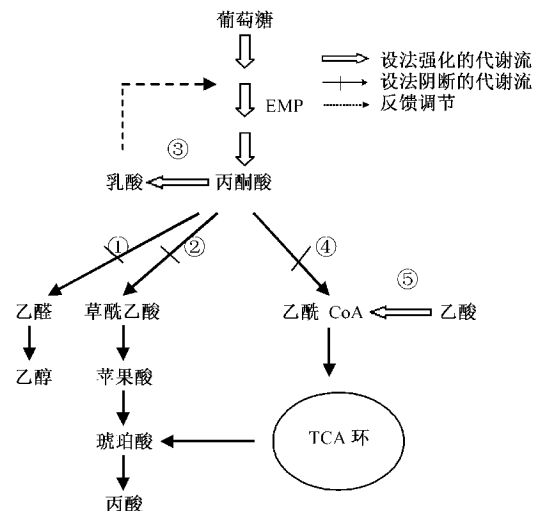 葡萄糖
设法强化的代谢流
设法阴断的代谢流
反馈调节
EMP
③
乳酸
丙酮酸
①
②
④
⑤
乙醛
草酰乙酸
乙酰 CoA
乙酸
乙醇
苹果酸
TCA 环
琥珀酸
丙酸